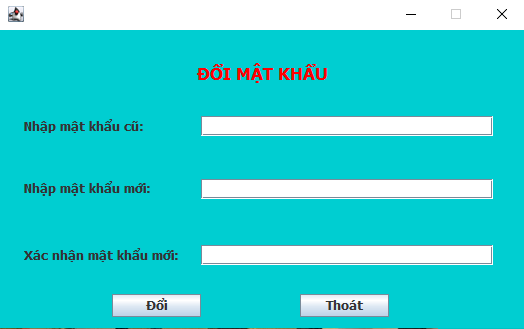 ĐỔI MẬT KHẨU
Nhập mật khẩu cũ:
Nhập mật khẩu mới:
Xác nhận mật khẩu mới:
Đổi Thoát